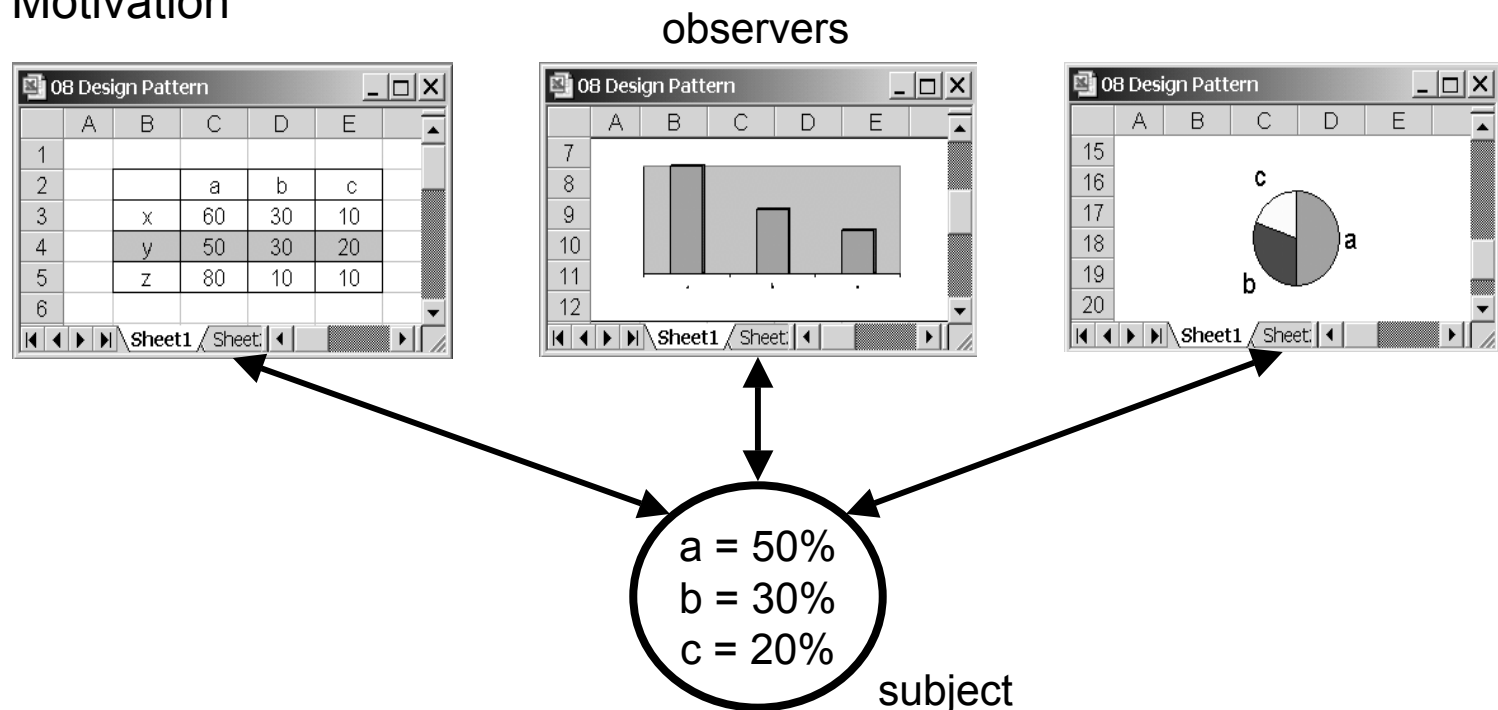 Motivation
observers
08 Design Pattern
A B C D E
1
2 a b c
3 x 60 30 10
4 y 50 30 20
5 z 80 10 10
6
Sheet1
08 Design Pattern
A B C D E
7
8
9
10
11
12
Sheet1
08 Design Pattern
A B C D E
15
16
17
18
19
20
c
a
b
Sheet1
a = 50%
b = 30%
c = 20%
subject